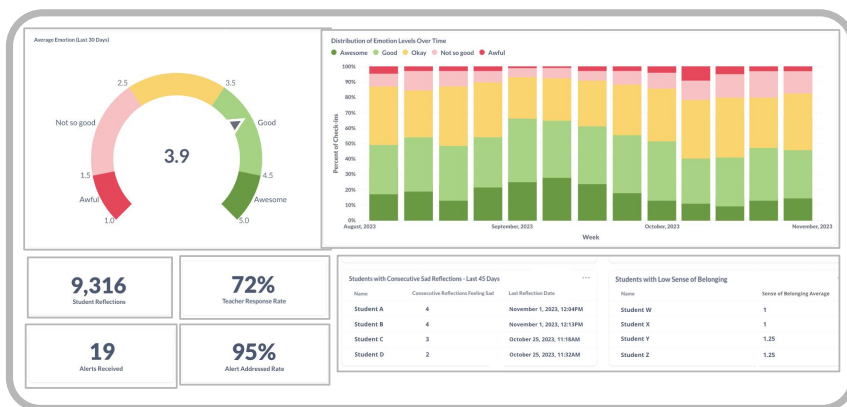 Average Emotion (Last 30 Days)
2.5
3.5
Not so good
Good
3.9
1.5
4.5
Awful
Awesome
1.0
5.0
Distribution of Emotion Levels Over Time
Awesome Good Okay Not so good Awful
Percent of Check-ins
100%
90%
80%
70%
60%
50%
40%
30%
20%
10%
0%
August, 2023 September, 2023 October, 2023 November, 2023
Week
9,316
Student Reflections
72%
Teacher Response Rate
19
Alerts Received
95%
Alert Addressed Rate
Students with Consecutive Sad Reflections - Last 45 Days ...
Name Consecutive Reflections Feeling Sad Last Reflection Date
Student A 4 November 1, 2023, 12:04PM
Student B 4 November 1, 2023, 12:13PM
Student C 3 October 25, 2023, 11:18AM
Student D 2 October 25, 2023, 11:32AM
Students with Low Sense of Belonging
Name Sense of Belonging Average
Student W 1
Student X 1
Student Y 1.25
Student Z 1.25